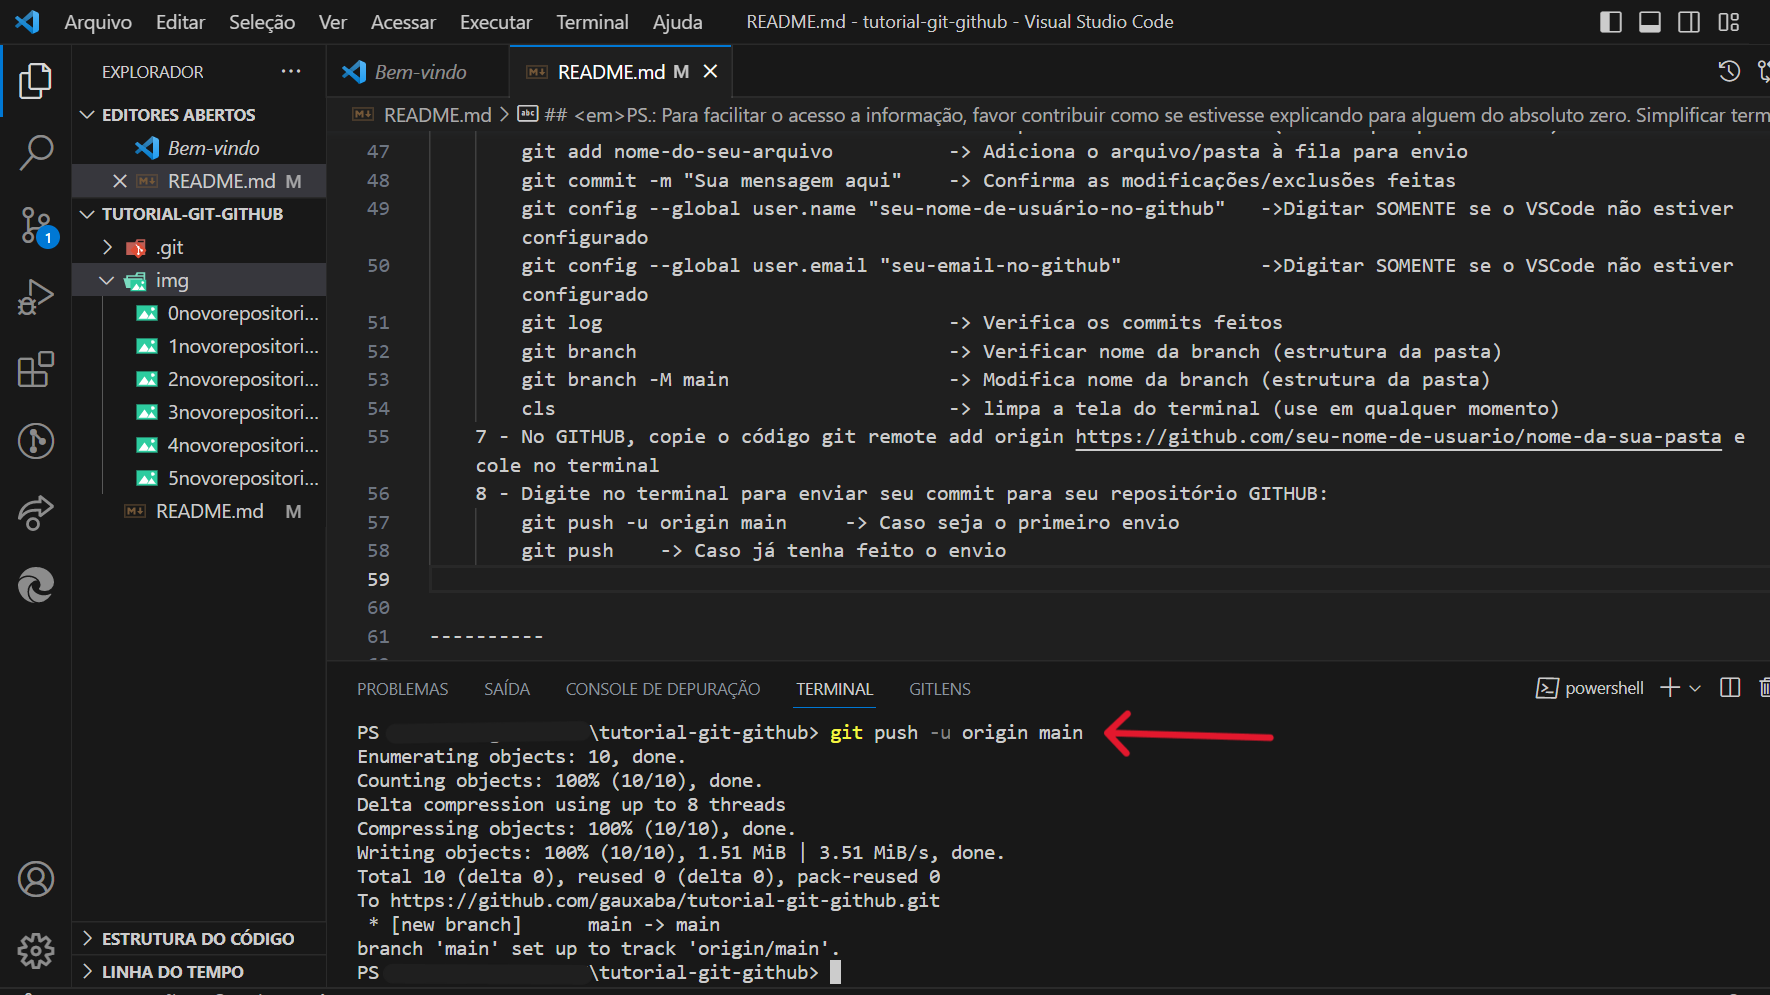 Arquivo Editar Seleção Ver Acessar Executar Terminal Ajuda README.md - tutorial-git-github - Visual Studio Code
EXPLORADOR
Bem-vindo
README.md M
EDITORES ABERTOS
Bem-vindo
README.md M
TUTORIAL-GIT-GITHUB
1
.git
img
0novorepositori...
1novorepositori...
2novorepositori...
3novorepositori...
4novorepositori...
5novorepositori...
README.md M
ESTRUTURA DO CÓDIGO
LINHA DO TEMPO
README.md > ## <em>PS.: Para facilitar o acesso a informação, favor contribuir como se estivesse explicando para alguem do absoluto zero. Simplificar term
47 git add nome-do-seu-arquivo -> Adiciona o arquivo/pasta à fila para envio
48 git commit -m "Sua mensagem aqui" -> Confirma as modificações/exclusões feitas
49 git config --global user.name "seu-nome-de-usuário-no-github" ->Digitar SOMENTE se o VSCode não estiver
configurado
50 git config --global user.email "seu-email-no-github" ->Digitar SOMENTE se o VSCode não estiver
configurado
51 git log -> Verifica os commits feitos
52 git branch -> Verificar nome da branch (estrutura da pasta)
53 git branch -M main -> Modifica nome da branch (estrutura da pasta)
54 cls -> limpa a tela do terminal (use em qualquer momento)
55 7 - No GITHUB, copie o código git remote add origin https://github.com/seu-nome-de-usuario/nome-da-sua-pasta e
cole no terminal
56 8 - Digite no terminal para enviar seu commit para seu repositório GITHUB:
57 git push -u origin main -> Caso seja o primeiro envio
58 git push -> Caso já tenha feito o envio
59
60
61 ----------
PROBLEMAS SAÍDA CONSOLE DE DEPURAÇÃO TERMINAL GITLENS powershell
PS \tutorial-git-github> git push -u origin main
Enumerating objects: 10, done.
Counting objects: 100% (10/10), done.
Delta compression using up to 8 threads
Compressing objects: 100% (10/10), done.
Writing objects: 100% (10/10), 1.51 MiB | 3.51 MiB/s, done.
Total 10 (delta 0), reused 0 (delta 0), pack-reused 0
To https://github.com/gauxaba/tutorial-git-github.git
* [new branch] main -> main
branch 'main' set up to track 'origin/main'.
PS \tutorial-git-github>